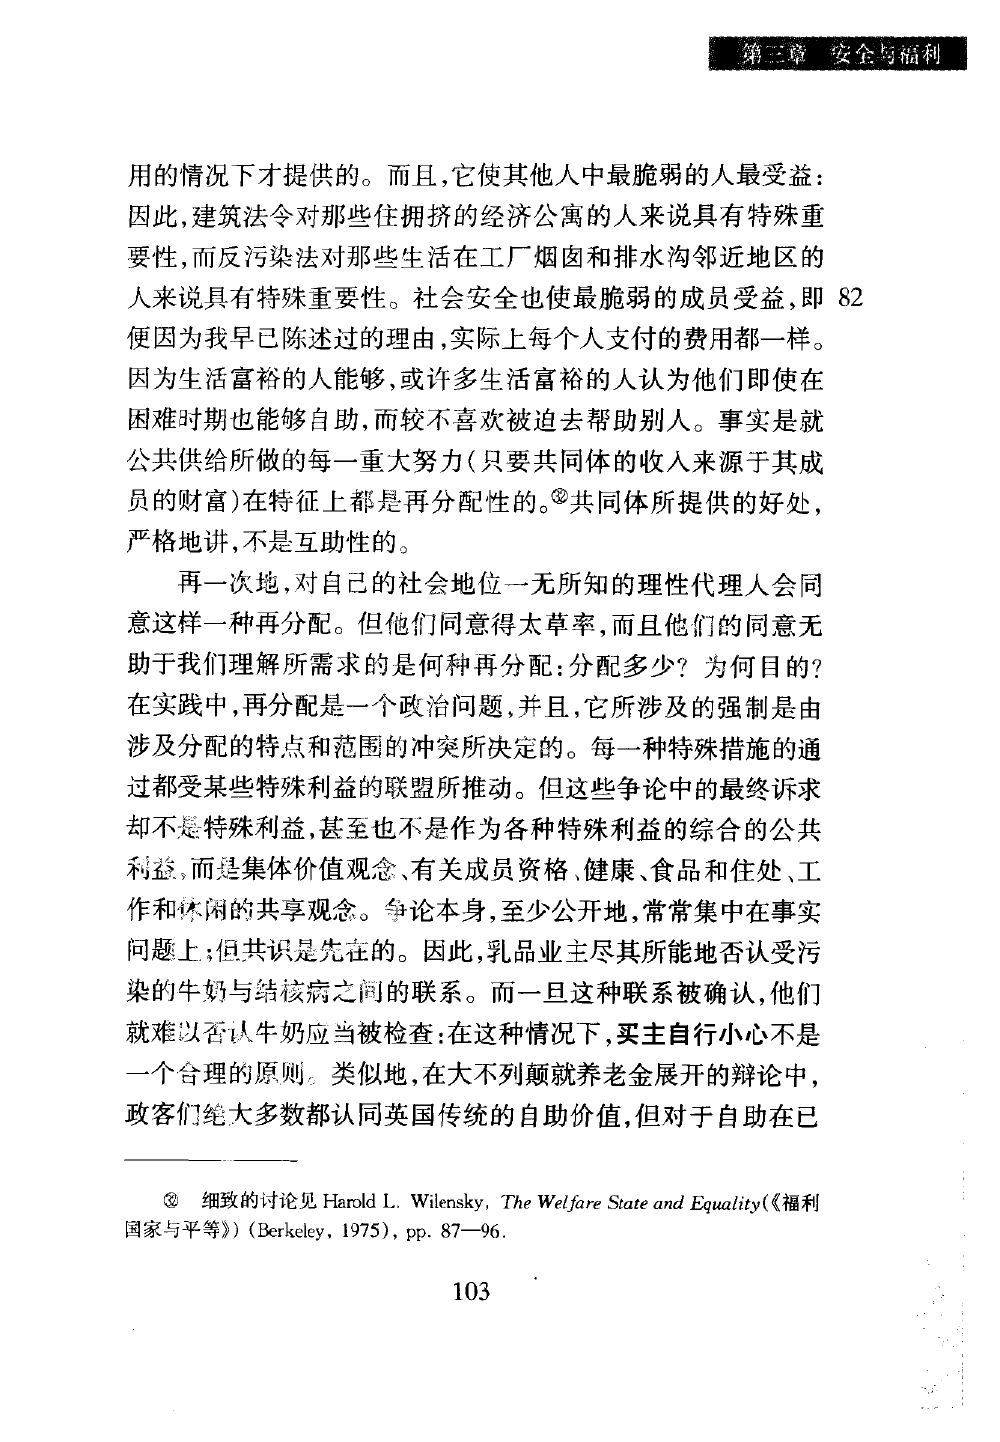 第三章 安全与福利
用的情况下才提供的。而且,它使其他人中最脆弱的人最受益:
因此,建筑法令对那些住拥挤的经济公寓的人来说具有特殊重
要性,而反污染法对那些生活在工厂烟囱和排水沟邻近地区的
人来说具有特殊重要性。社会安全也使最脆弱的成员受益,即 82
便因为我早已陈述过的理由,实际上每个人支付的费用都一样。
因为生活富裕的人能够,或许多生活富裕的人认为他们即使在
困难时期也能够自助,而较不喜欢被迫去帮助别人。事实是就
公共供给所做的每一重大努力(只要共同体的收入来源于其成
员的财富)在特征上都是再分配性的。㉜共同体所提供的好处,
严格地讲,不是互助性的。
再一次地,对自己的社会地位一无所知的理性代理人会同
意这样一种再分配。但他们同意得太草率,而且他们的同意无
助于我们理解所需求的是何种再分配:分配多少?为何目的?
在实践中,再分配是一个政治问题,并且,它所涉及的强制是由
涉及分配的特点和范围的冲突所决定的。每一种特殊措施的通
过都受某些特殊利益的联盟所推动。但这些争论中的最终诉求
却不是特殊利益,甚至也不是作为各种特殊利益的综合的公共
利益,而是集体价值观念、有关成员资格、健康、食品和住处、工
作和休闲的共享观念。争论本身,至少公开地,常常集中在事实
问题上;但共识是先在的。因此,乳品业主尽其所能地否认受污
染的牛奶与结核病之间的联系。而一旦这种联系被确认,他们
就难以否认牛奶应当被检查:在这种情况下,买主自行小心不是
一个合理的原则。类似地,在大不列颠就养老金展开的辩论中,
政客们绝大多数都认同英国传统的自助价值,但对于自助在已
㉜ 细致的讨论见 Harold L. Wilensky, The Welfare State and Equality(《福利
国家与平等》) (Berkeley, 1975), pp. 87—96.
103